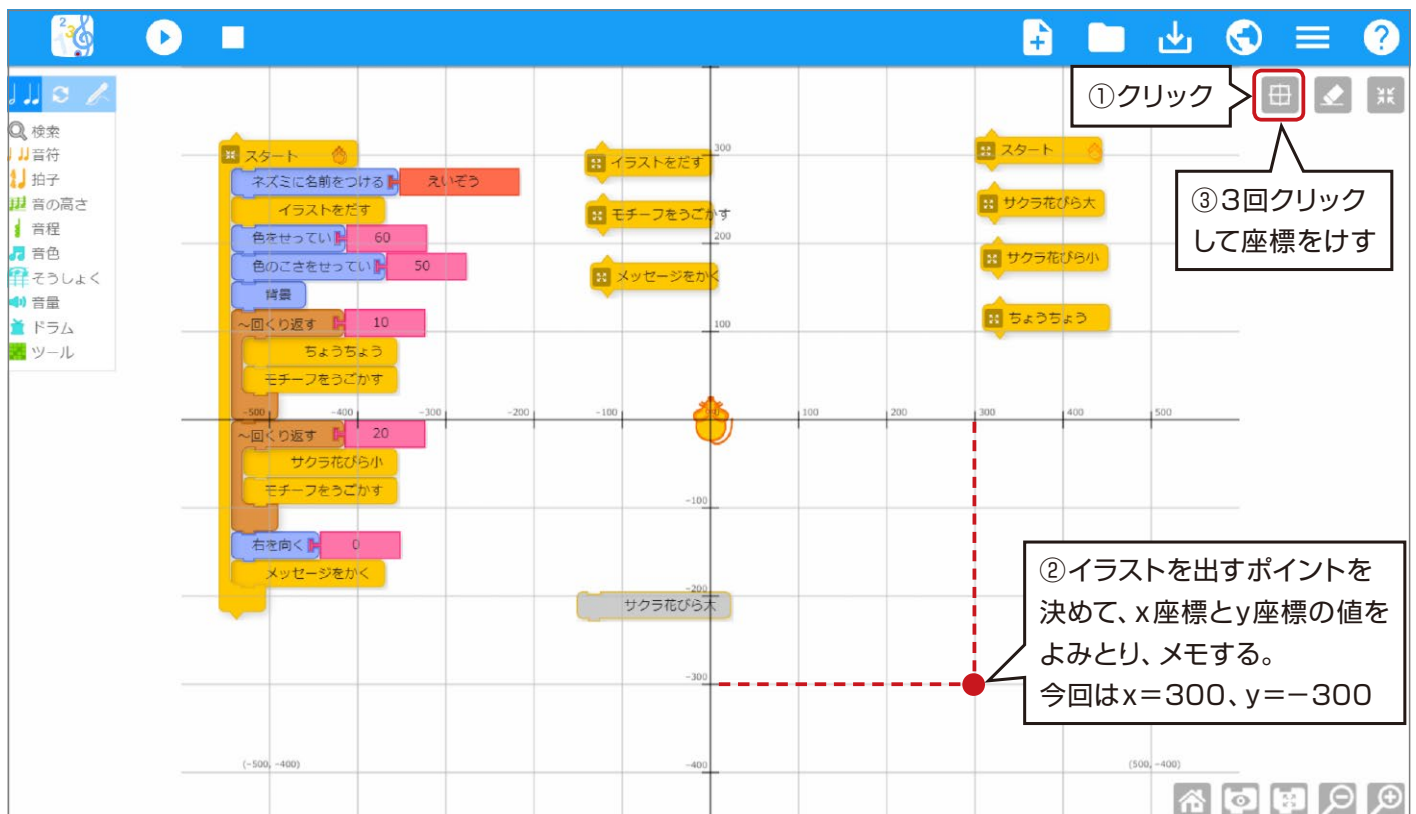 ①クリック
③3回クリック
して座標をけす
検索
音符
拍子
音の高さ
音程
音色
そうしょく
音量
ドラム
ツール
スタート
ネズミに名前をつける えいぞう
イラストをだす
色をせってい 60
色のこさをせってい 50
背景
～回くり返す 10
ちょうちょう
モチーフをうごかす
～回くり返す 20
サクラ花びら小
モチーフをうごかす
右を向く 0
メッセージをかく
イラストをだす
モチーフをうごかす
メッセージをかく
サクラ花びら大
スタート
サクラ花びら大
サクラ花びら小
ちょうちょう
300
200
100
-500 -400 -300 -200 -100 100 200 300 400 500
-100
-200
-300
-400
(-500, -400)
(500, -400)
②イラストを出すポイントを
決めて、x座標とy座標の値を
よみとり、メモする。
今回はx＝300、y＝－300